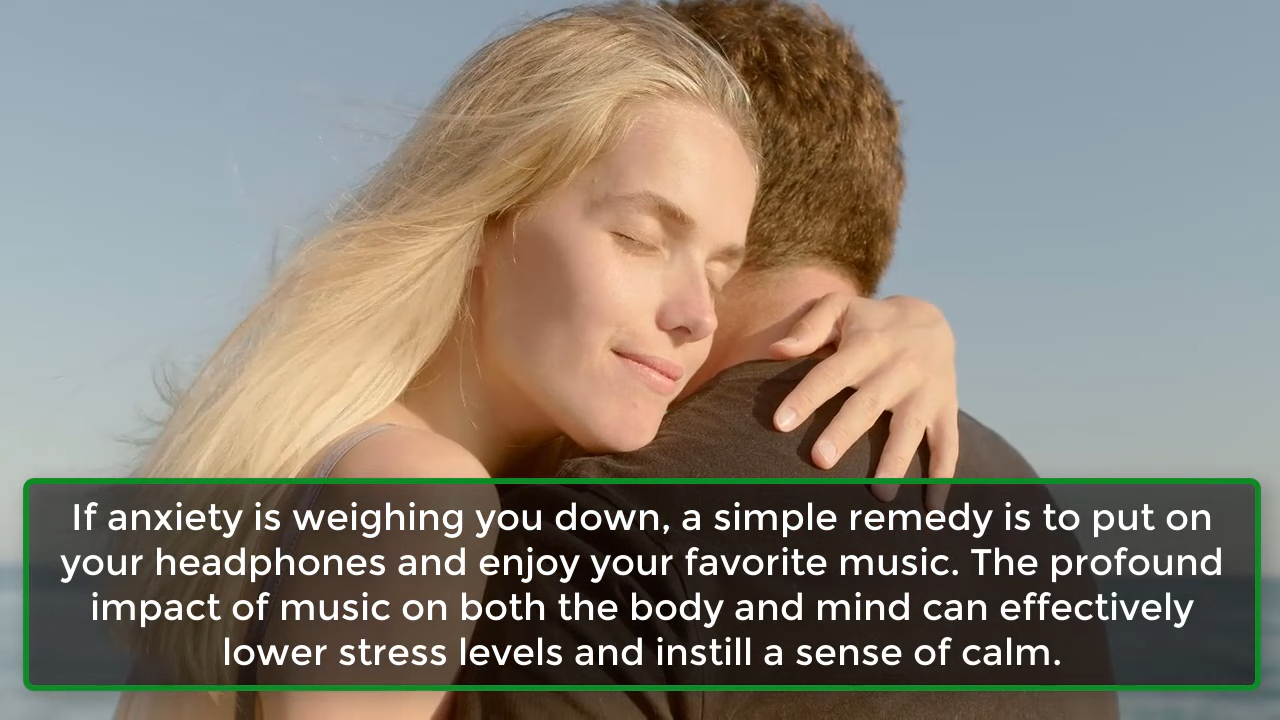 If anxiety is weighing you down, a simple remedy is to put on
your headphones and enjoy your favorite music. The profound
impact of music on both the body and mind can effectively
lower stress levels and instill a sense of calm.